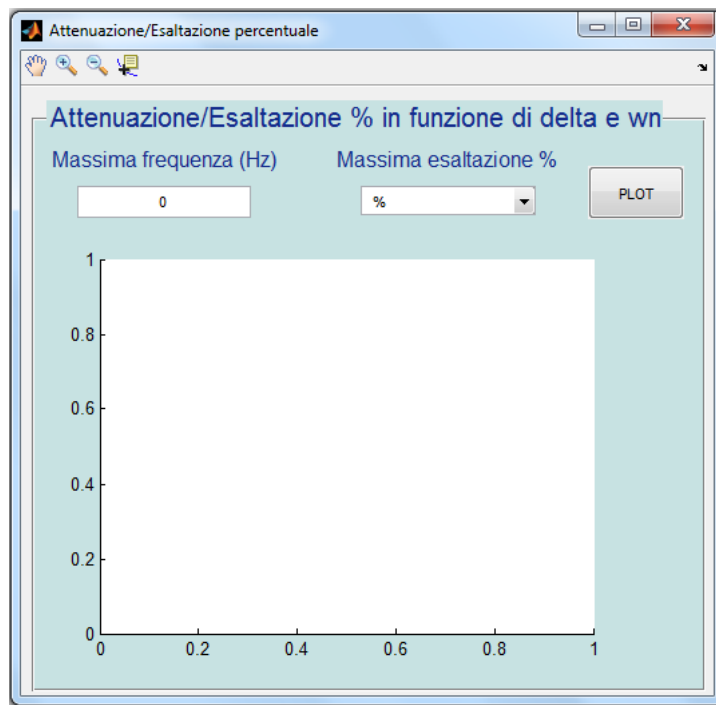 Attenuazione/Esaltazione percentuale
Attenuazione/Esaltazione % in funzione di delta e wn
Massima frequenza (Hz) Massima esaltazione %
0 % PLOT
1
0.8
0.6
0.4
0.2
0
0 0.2 0.4 0.6 0.8 1